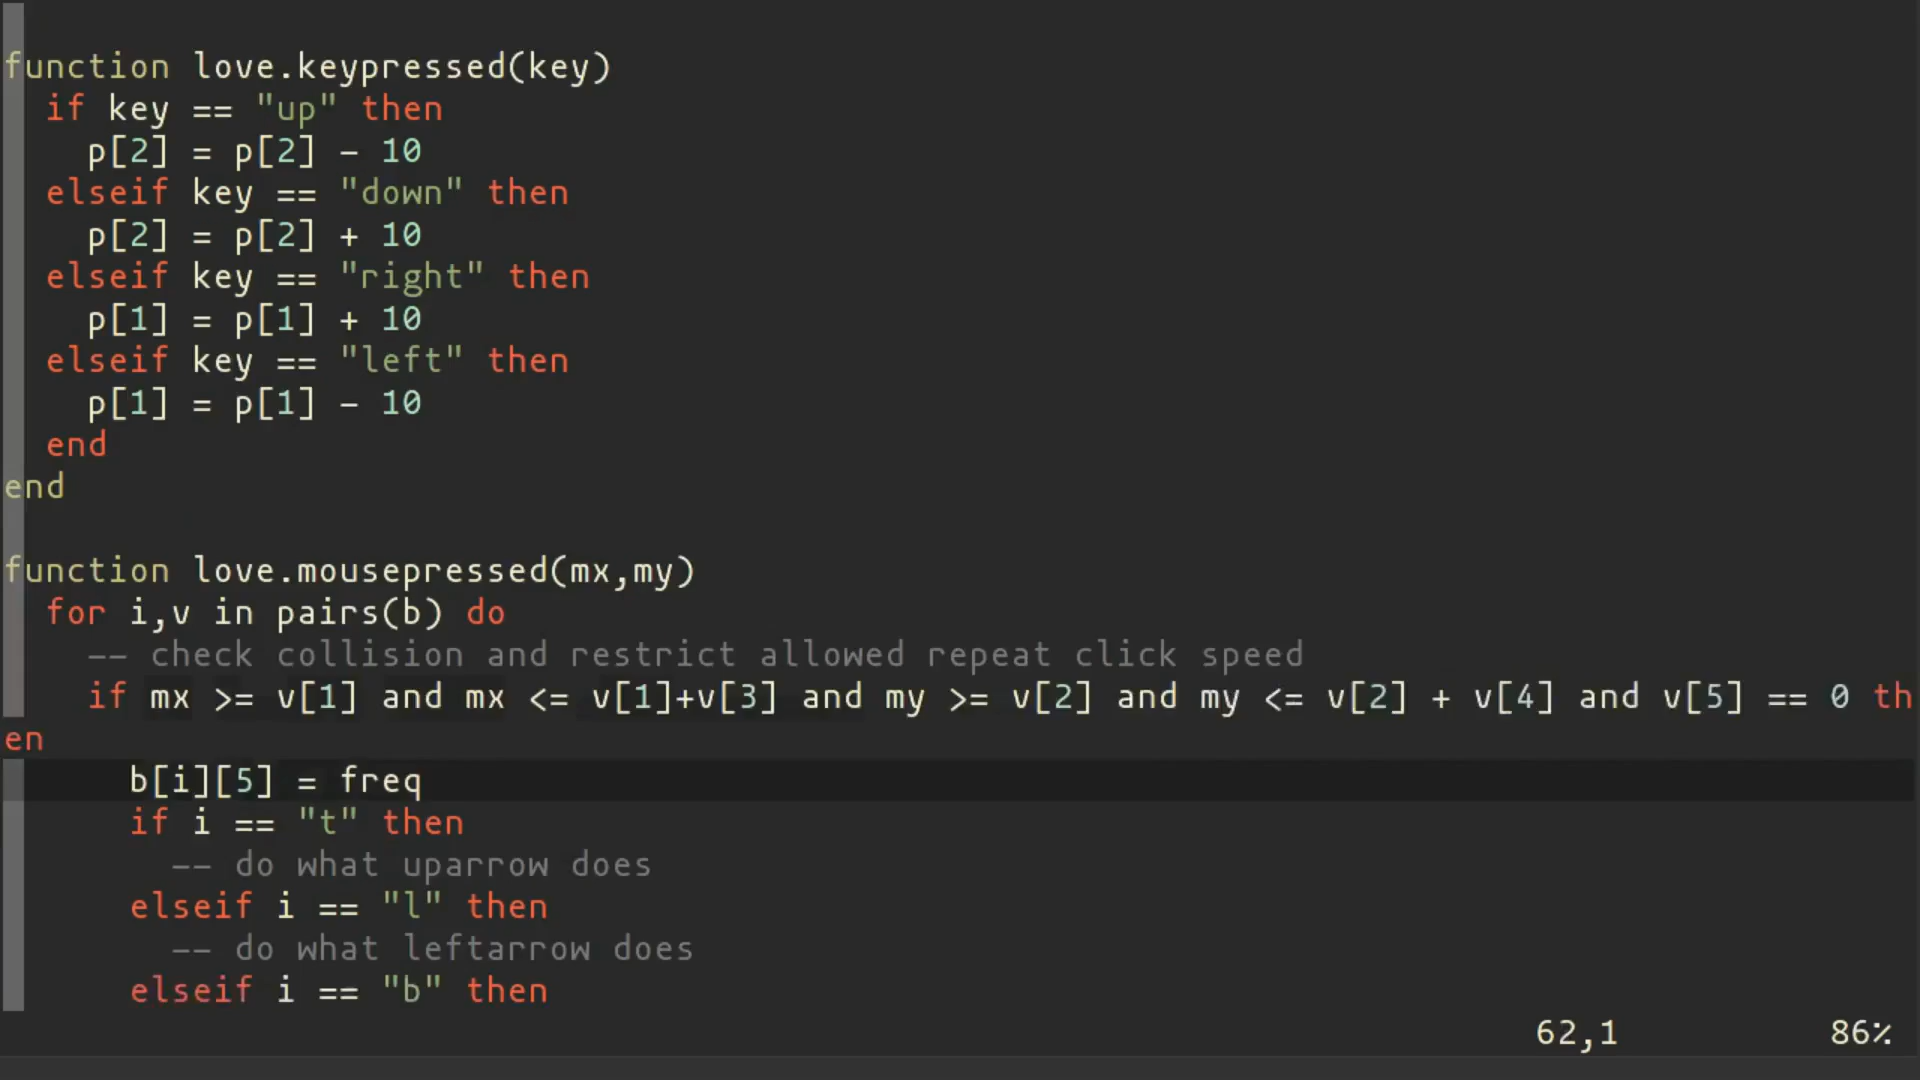 function love.keypressed(key)
  if key == "up" then
    p[2] = p[2] - 10
  elseif key == "down" then
    p[2] = p[2] + 10
  elseif key == "right" then
    p[1] = p[1] + 10
  elseif key == "left" then
    p[1] = p[1] - 10
  end
end
function love.mousepressed(mx,my)
  for i,v in pairs(b) do
    -- check collision and restrict allowed repeat click speed
    if mx >= v[1] and mx <= v[1]+v[3] and my >= v[2] and my <= v[2] + v[4] and v[5] == 0 th
en
      b[i][5] = freq
      if i == "t" then
        -- do what uparrow does
      elseif i == "l" then
        -- do what leftarrow does
      elseif i == "b" then
62,1 86%